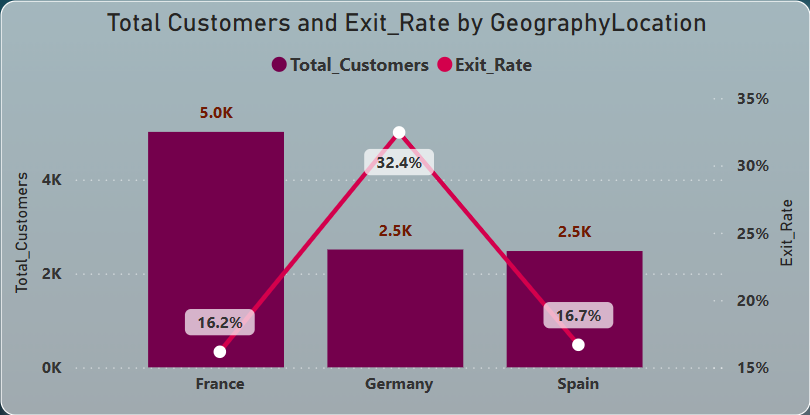 Total Customers and Exit_Rate by GeographyLocation
Total_Customers Exit_Rate
35%
5.0K
32.4%
4K
30%
2.5K
2.5K
25%
Total_Customers
Exit_Rate
2K
20%
16.2%
16.7%
0K
15%
France
Germany
Spain